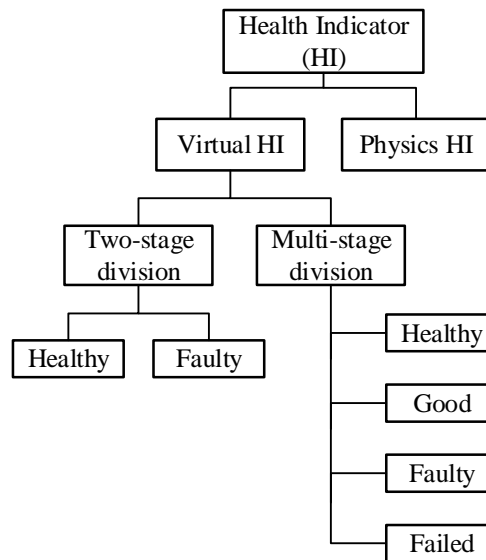 Health Indicator
(HI)
Virtual HI
Physics HI
Two-stage
division
Multi-stage
division
Healthy
Faulty
Healthy
Good
Faulty
Failed